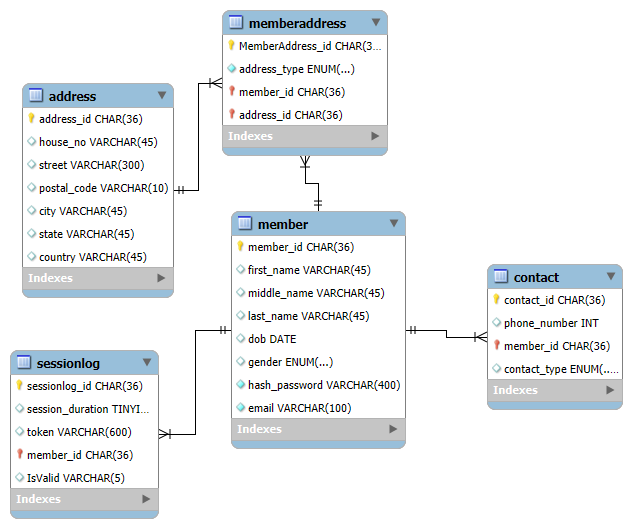 memberaddress
MemberAddress_id CHAR(3...
address_type ENUM(...)
member_id CHAR(36)
address_id CHAR(36)
Indexes
address
address_id CHAR(36)
house_no VARCHAR(45)
street VARCHAR(300)
postal_code VARCHAR(10)
city VARCHAR(45)
state VARCHAR(45)
country VARCHAR(45)
Indexes
member
member_id CHAR(36)
first_name VARCHAR(45)
middle_name VARCHAR(45)
last_name VARCHAR(45)
dob DATE
gender ENUM(...)
hash_password VARCHAR(400)
email VARCHAR(100)
Indexes
contact
contact_id CHAR(36)
phone_number INT
member_id CHAR(36)
contact_type ENUM(...
Indexes
sessionlog
sessionlog_id CHAR(36)
session_duration TINYI...
token VARCHAR(600)
member_id CHAR(36)
IsValid VARCHAR(5)
Indexes